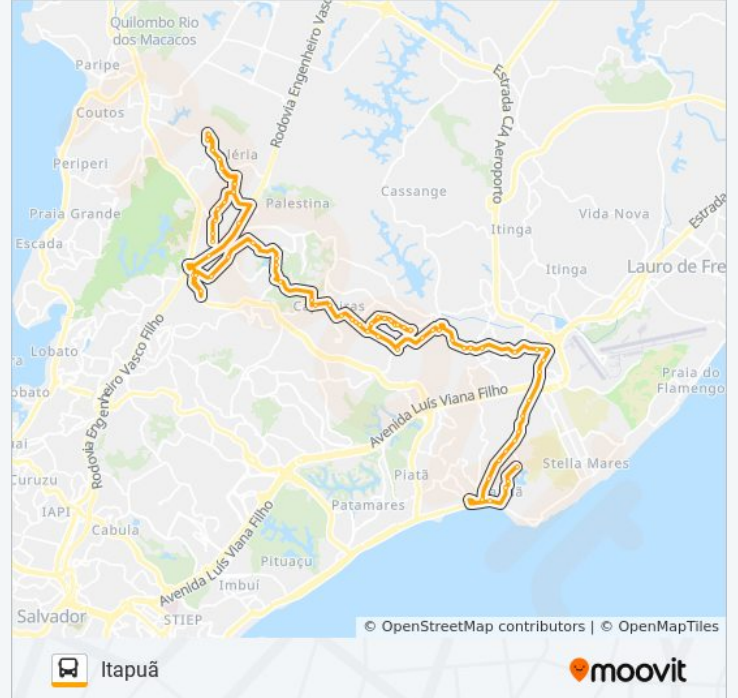 Quilombo Rio
dos Macacos
Rodovia Engenheiro Vasc
Estrada CIA Aeroporto
Paripe
Coutos
Periperi
Palestina
Cassange
Praia Grande
Vida Nova
Escada
Itinga
Estrada
Itinga
Lauro de Fre
Lobato
Rodovia Engenheiro Vasco Filho
Praia do
Flamengo
Avenida Luís Viana Filho
Stella Mares
Piatã
Curuzu
IAPI
Patamares
Cabula
Avenida Luís Viana Filho
Pituaçu
Imbuí
Salvador
STIEP
© OpenStreetMap contributors | © OpenMapTiles
Itapuã
moovit